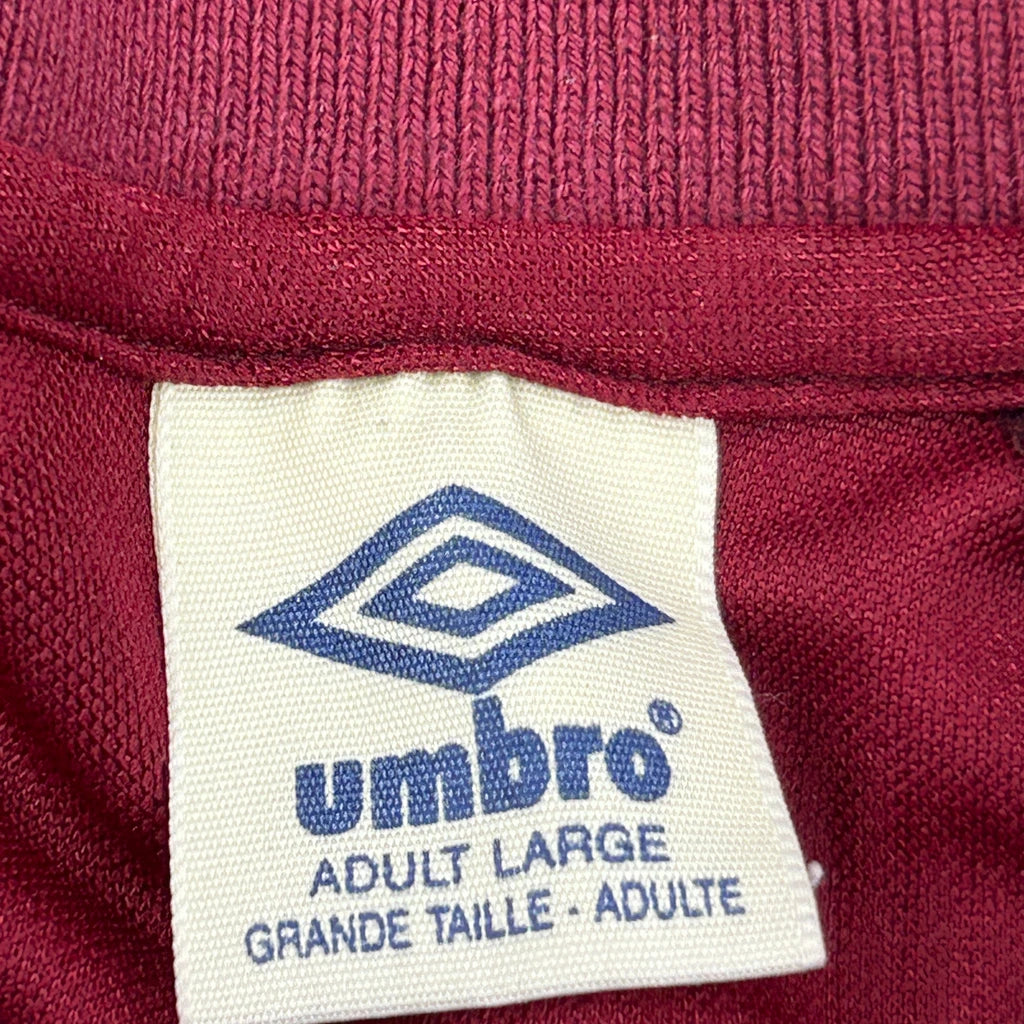 umbro®
ADULT LARGE
GRANDE TAILLE - ADULTE